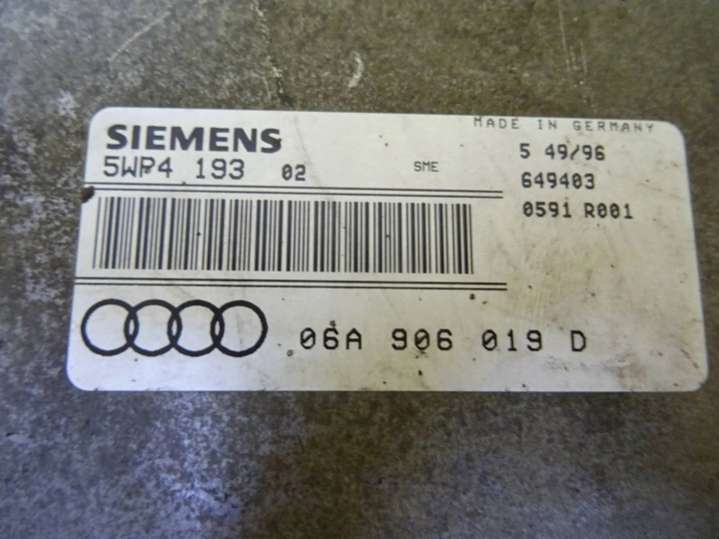 MADE IN GERMANY
SIEMENS
5WP4 193 02 SME
5 49/96
649403
0591 R001
06A 906 019 D